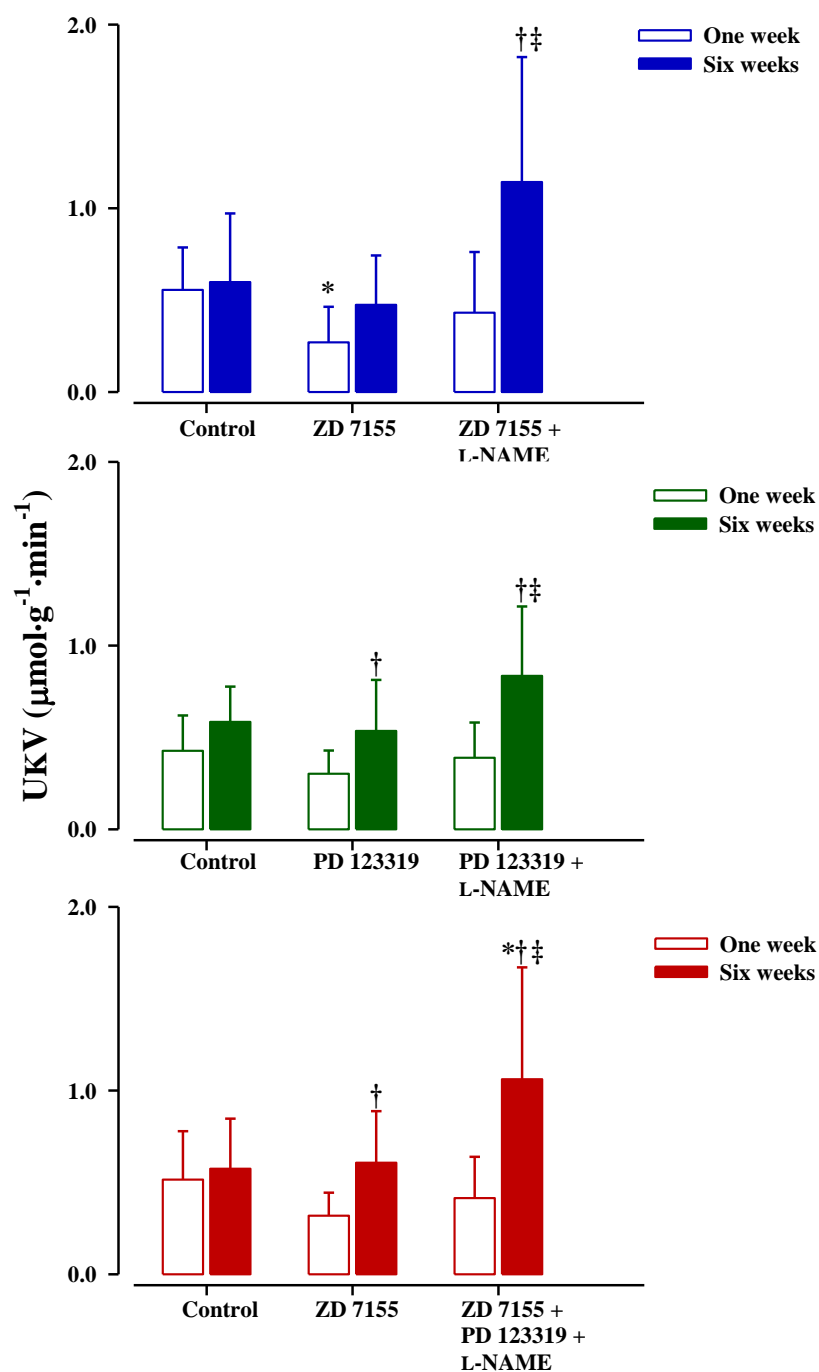 2.0
††‡
One week
Six weeks
1.0
*
0.0
Control
ZD 7155
ZD 7155 +
L-NAME
UKV (μmol·g⁻¹·min⁻¹)
2.0
One week
Six weeks
†‡
1.0
†
0.0
Control
PD 123319
PD 123319 +
L-NAME
2.0
One week
Six weeks
*†‡
1.0
†
0.0
Control
ZD 7155
ZD 7155 +
PD 123319 +
L-NAME